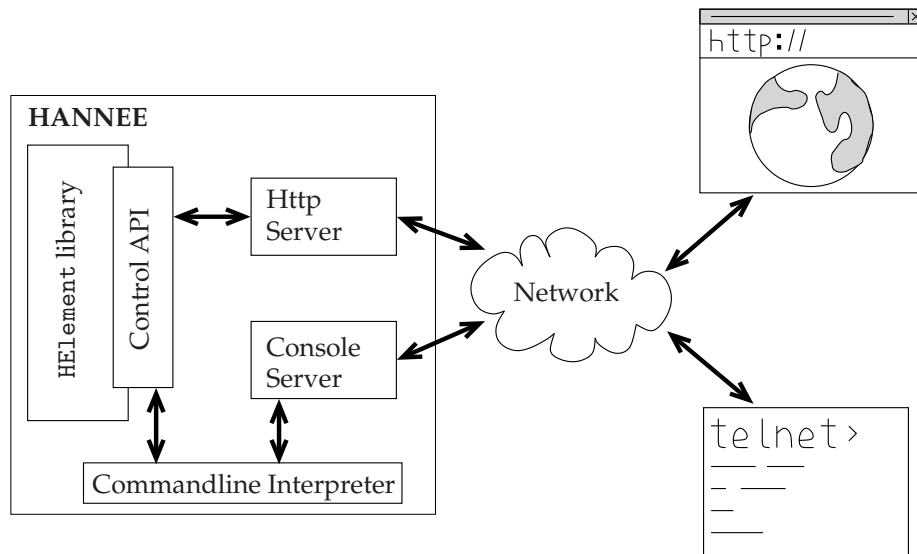 http://
HANNEE
HElement library
Control API
Http
Server
Network
Console
Server
telnet>
Commandline Interpreter